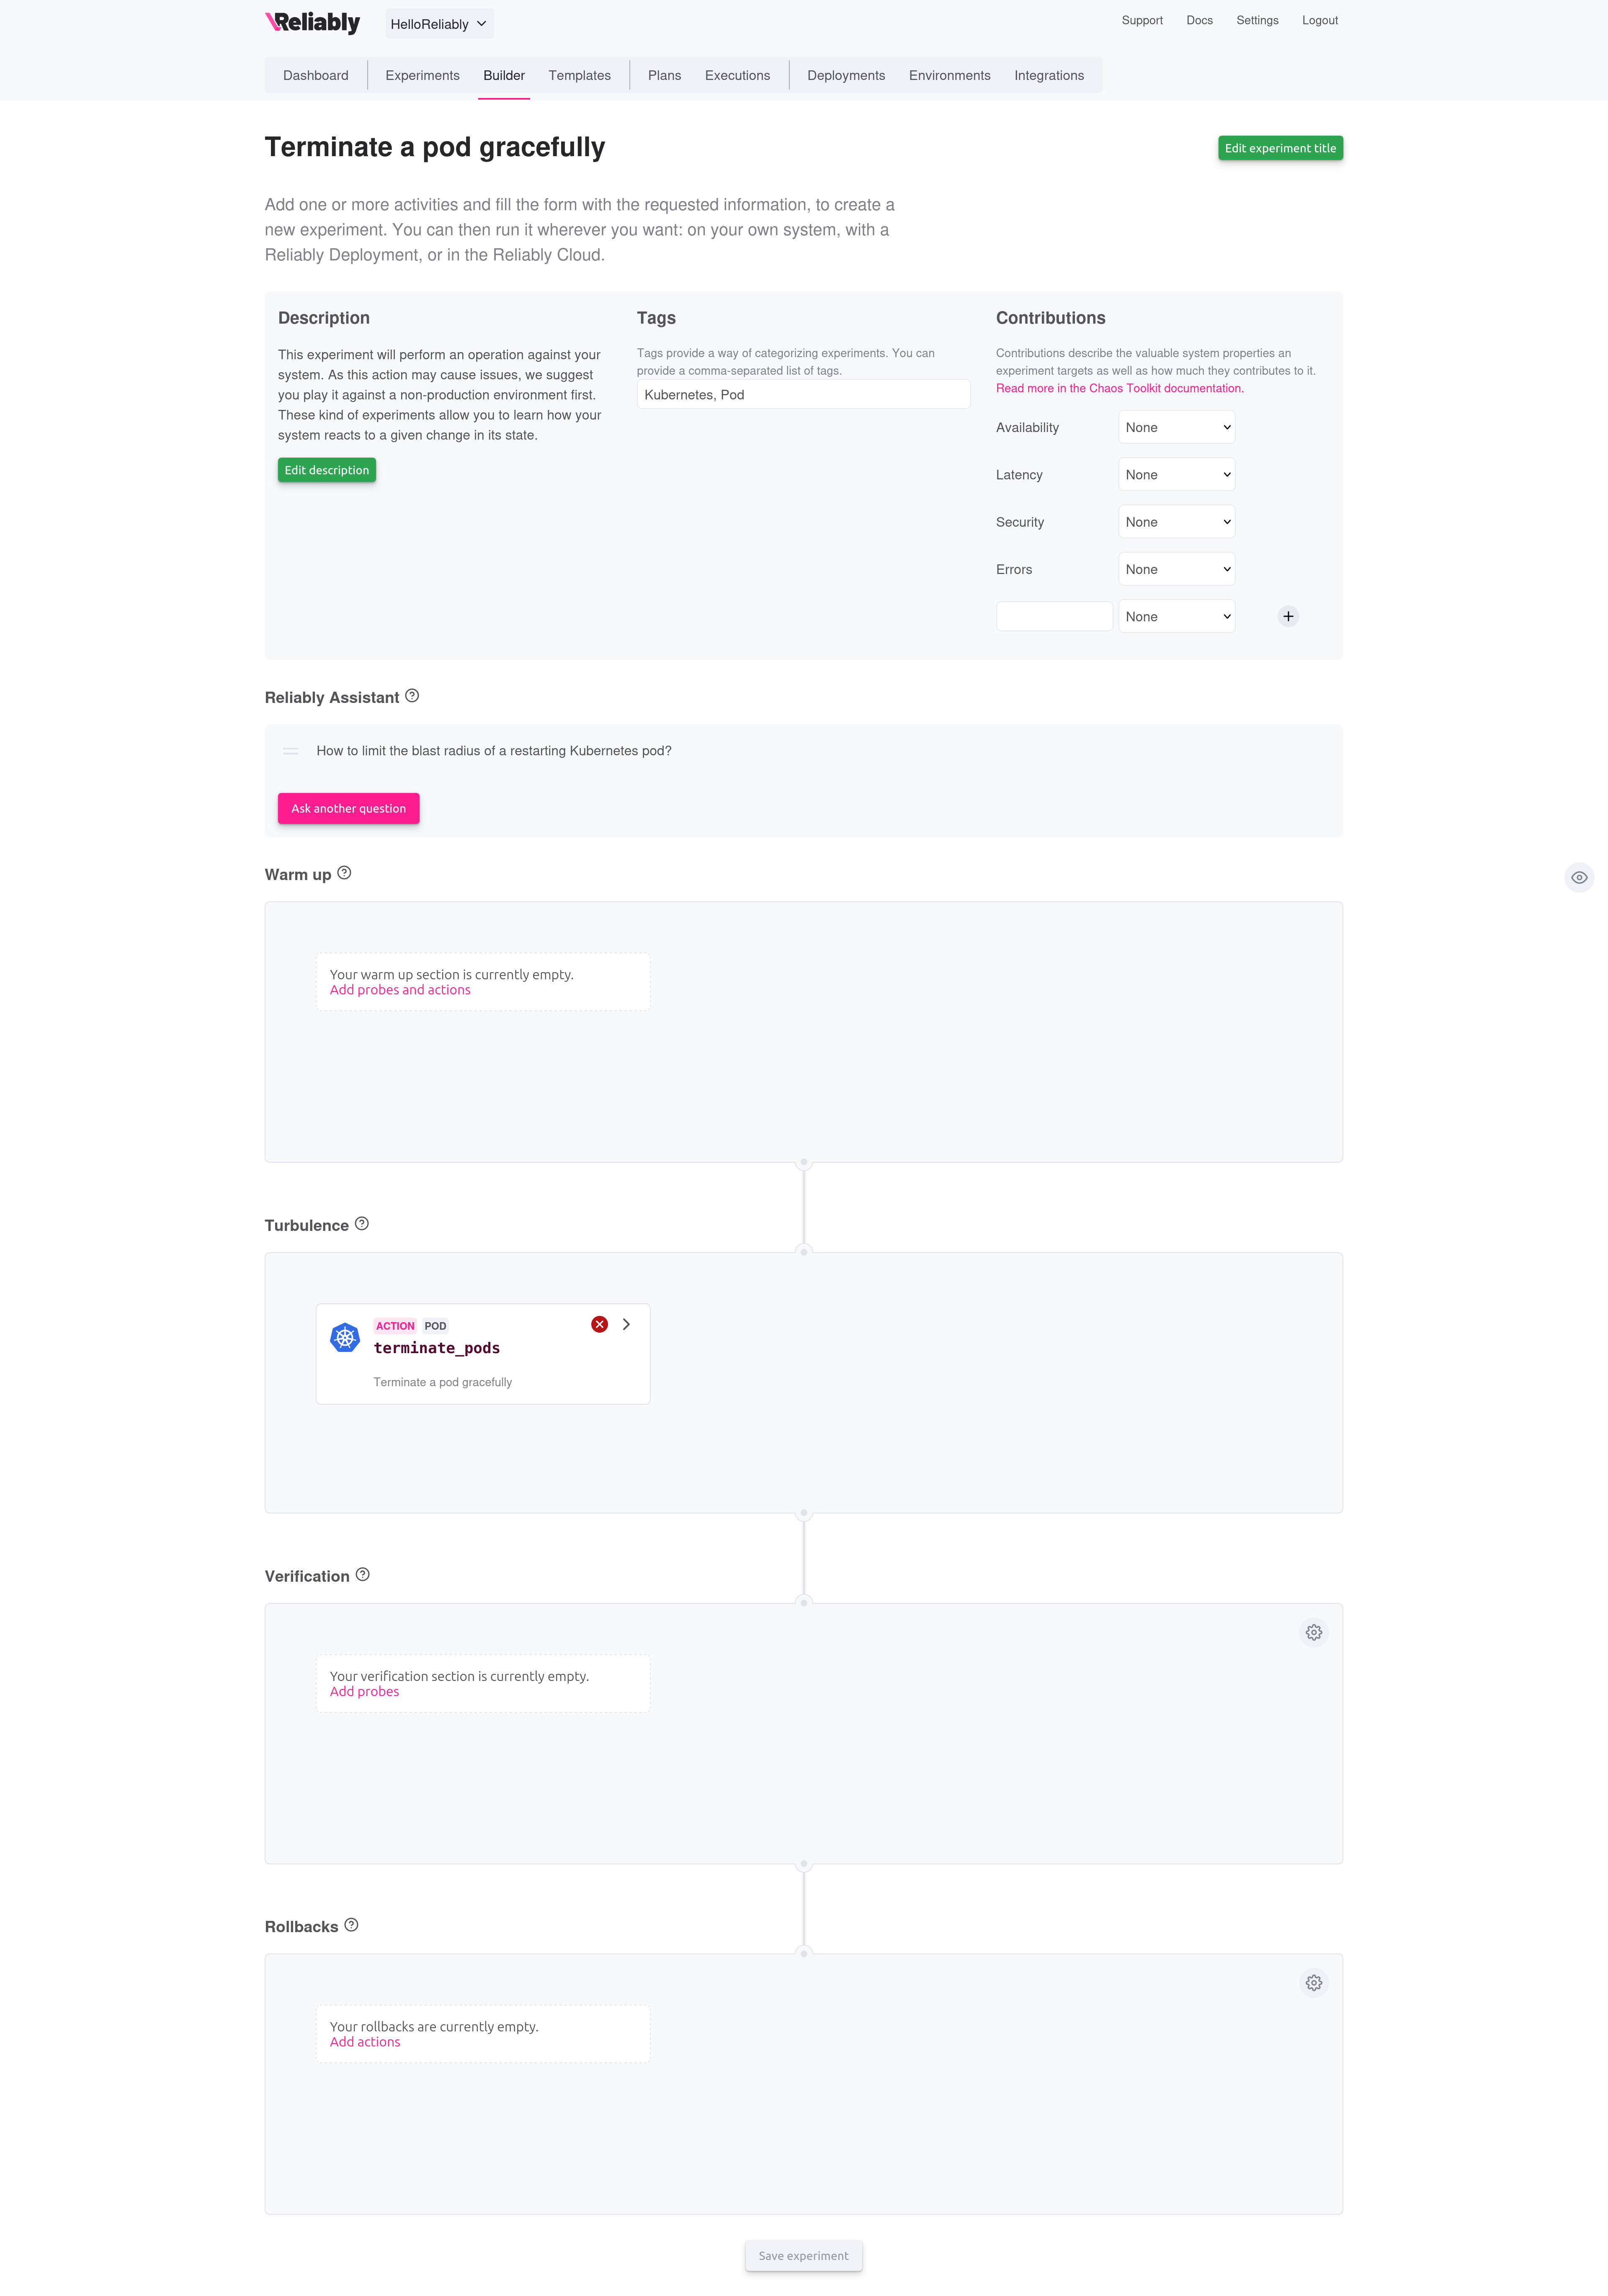 Reliably
HelloReliably
Support Docs Settings Logout
Dashboard Experiments Builder Templates Plans Executions Deployments Environments Integrations
Terminate a pod gracefully
Edit experiment title
Add one or more activities and fill the form with the requested information, to create a
new experiment. You can then run it wherever you want: on your own system, with a
Reliably Deployment, or in the Reliably Cloud.
Description
This experiment will perform an operation against your
system. As this action may cause issues, we suggest
you play it against a non-production environment first.
These kind of experiments allow you to learn how your
system reacts to a given change in its state.
Edit description
Tags
Tags provide a way of categorizing experiments. You can
provide a comma-separated list of tags.
Kubernetes, Pod
Contributions
Contributions describe the valuable system properties an
experiment targets as well as how much they contributes to it.
Read more in the Chaos Toolkit documentation.
Availability None
Latency None
Security None
Errors None
None
Reliably Assistant
How to limit the blast radius of a restarting Kubernetes pod?
Ask another question
Warm up
Your warm up section is currently empty.
Add probes and actions
Turbulence
ACTION POD
terminate_pods
Terminate a pod gracefully
Verification
Your verification section is currently empty.
Add probes
Rollbacks
Your rollbacks are currently empty.
Add actions
Save experiment